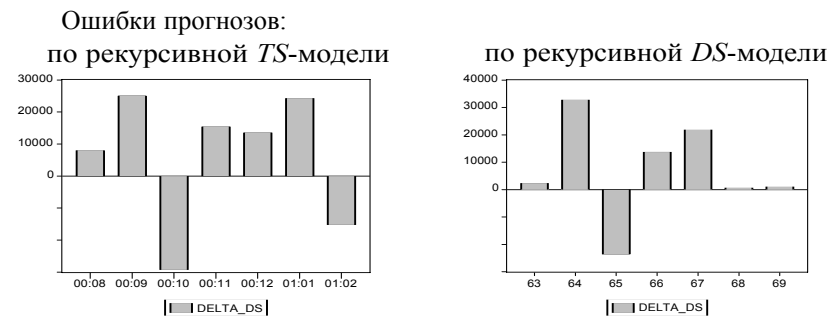 Ошибки прогнозов:
по рекурсивной TS-модели
30000
20000
10000
0
00:08 00:09 00:10 00:11 00:12 01:01 01:02
DELTA_DS
по рекурсивной DS-модели
40000
30000
20000
10000
0
63 64 65 66 67 68 69
DELTA_DS